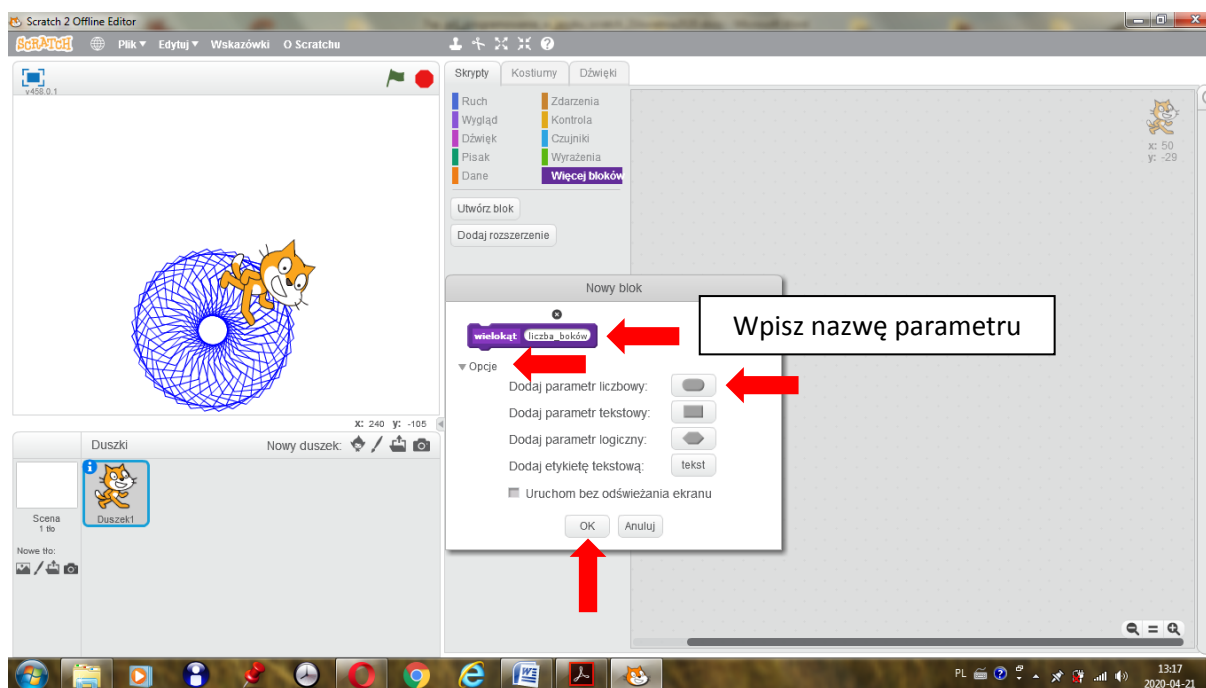 Scratch 2 Offline Editor
SCRATCH Plik Edytuj Wskazówki O Scratchu
v458.0.1
Skrypty Kostiumy Dźwięki
Ruch Zdarzenia
Wygląd Kontrola
Dźwięk Czujniki
Pisak Wyrażenia
Dane Więcej bloków
Utwórz blok
Dodaj rozszerzenie
x: 50
y: -29
Nowy blok
wielokąt liczba_boków
Wpisz nazwę parametru
Opcje
Dodaj parametr liczbowy:
Dodaj parametr tekstowy:
Dodaj parametr logiczny:
Dodaj etykietę tekstową: tekst
Uruchom bez odświeżania ekranu
OK Anuluj
X: 240 y: -105
Duszki Nowy duszek:
Scena
1 tło
Duszek1
Nowe tło:
PL
13:17
2020-04-21